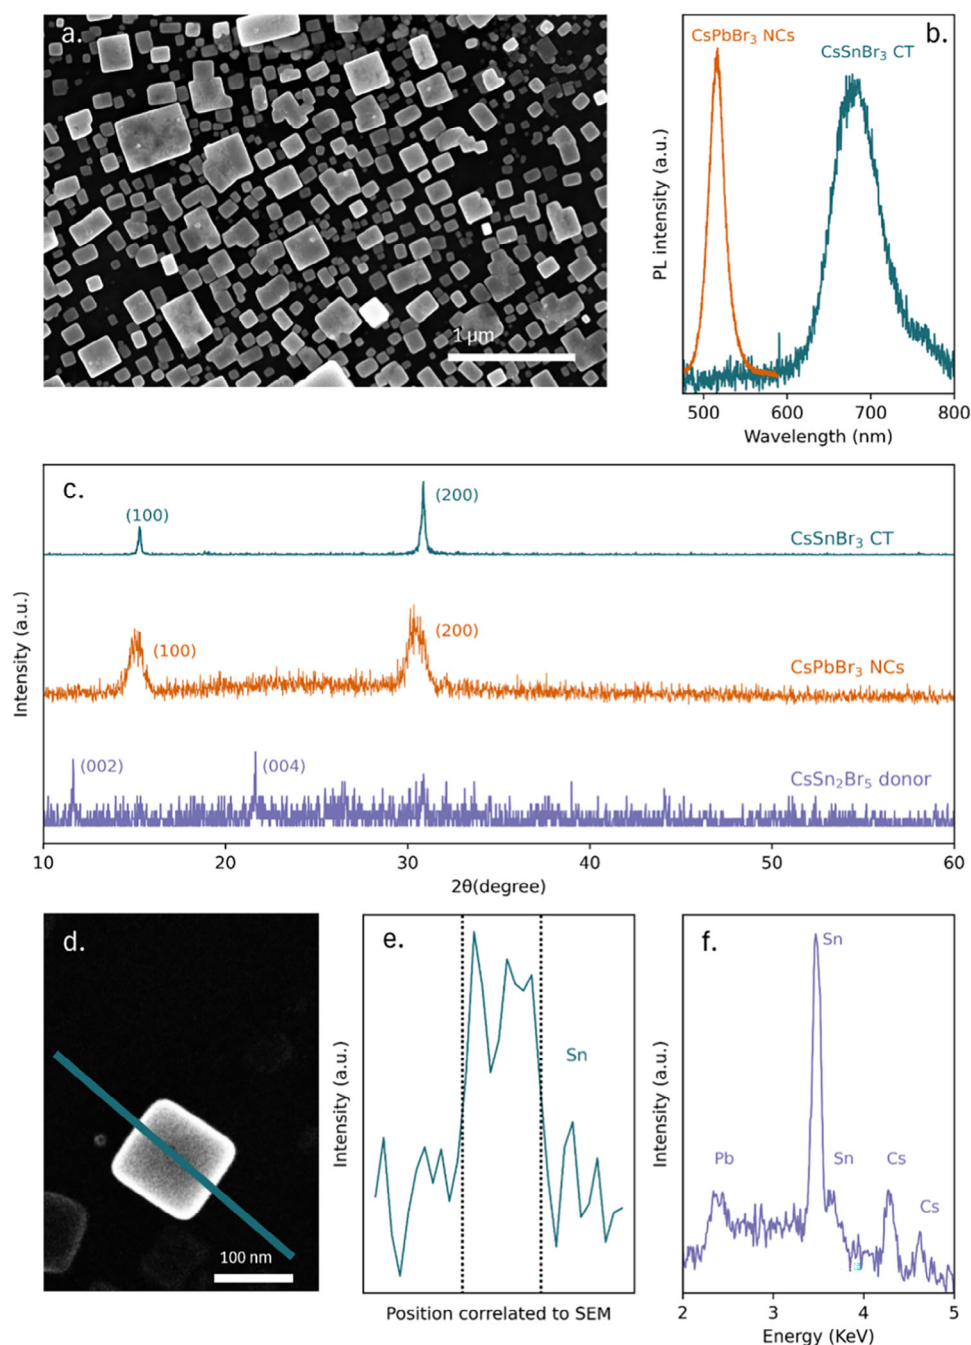 a.
1 μm
CsPbBr₃ NCs
b.
CsSnBr₃ CT
PL intensity (a.u.)
500 600 700 800
Wavelength (nm)
c.
(100)
(200)
CsSnBr₃ CT
(100)
(200)
CsPbBr₃ NCs
(002)
(004)
CsSn₂Br₅ donor
Intensity (a.u.)
10 20 30 40 50 60
2θ(degree)
d.
100 nm
e.
Sn
Intensity (a.u.)
Position correlated to SEM
f.
Sn
Pb
Sn
Cs
Cs
Intensity (a.u.)
2 3 4 5
Energy (KeV)